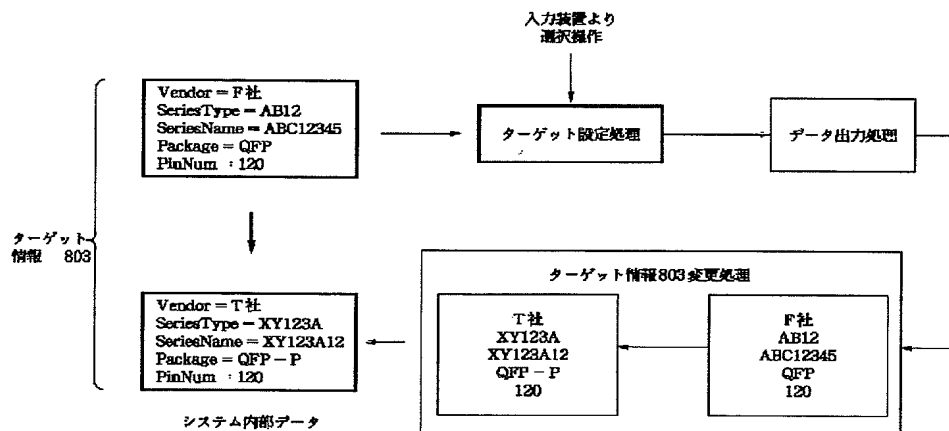 入力装置より
選択操作
Vendor = F社
SeriesType = AB12
SeriesName = ABC12345
Package = QFP
PinNum : 120
ターゲット設定処理
データ出力処理
ターゲット
情報 803
ターゲット情報803変更処理
Vendor = T社
SeriesType = XY123A
SeriesName = XY123A12
Package = QFP - P
PinNum : 120
T社
XY123A
XY123A12
QFP - P
120
F社
AB12
ABC12345
QFP
120
システム内部データ